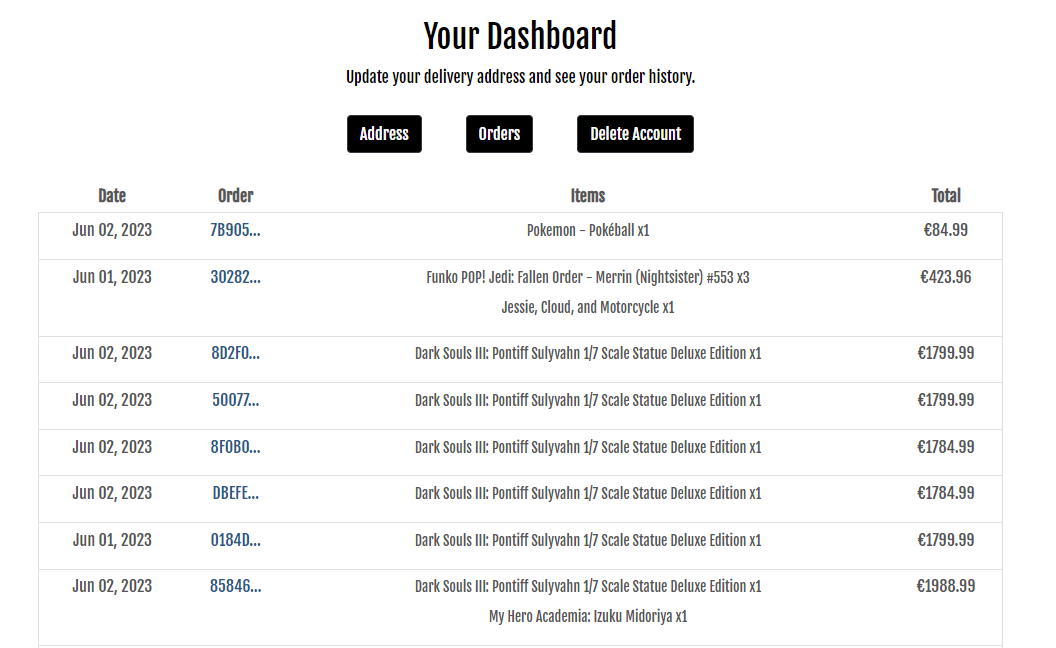 Your Dashboard
Update your delivery address and see your order history.
Address Orders Delete Account
Date Order Items Total
Jun 02, 2023 7B905... Pokemon - Pokéball x1 €84.99
Jun 01, 2023 30282... Funko POP! Jedi: Fallen Order - Merrin (Nightsister) #553 x3 €423.96
Jessie, Cloud, and Motorcycle x1
Jun 02, 2023 8D2F0... Dark Souls III: Pontiff Sulyvahn 1/7 Scale Statue Deluxe Edition x1 €1799.99
Jun 02, 2023 50077... Dark Souls III: Pontiff Sulyvahn 1/7 Scale Statue Deluxe Edition x1 €1799.99
Jun 02, 2023 8F0B0... Dark Souls III: Pontiff Sulyvahn 1/7 Scale Statue Deluxe Edition x1 €1784.99
Jun 02, 2023 DBEFE... Dark Souls III: Pontiff Sulyvahn 1/7 Scale Statue Deluxe Edition x1 €1784.99
Jun 01, 2023 0184D... Dark Souls III: Pontiff Sulyvahn 1/7 Scale Statue Deluxe Edition x1 €1799.99
Jun 02, 2023 85846... Dark Souls III: Pontiff Sulyvahn 1/7 Scale Statue Deluxe Edition x1 €1988.99
My Hero Academia: Izuku Midoriya x1